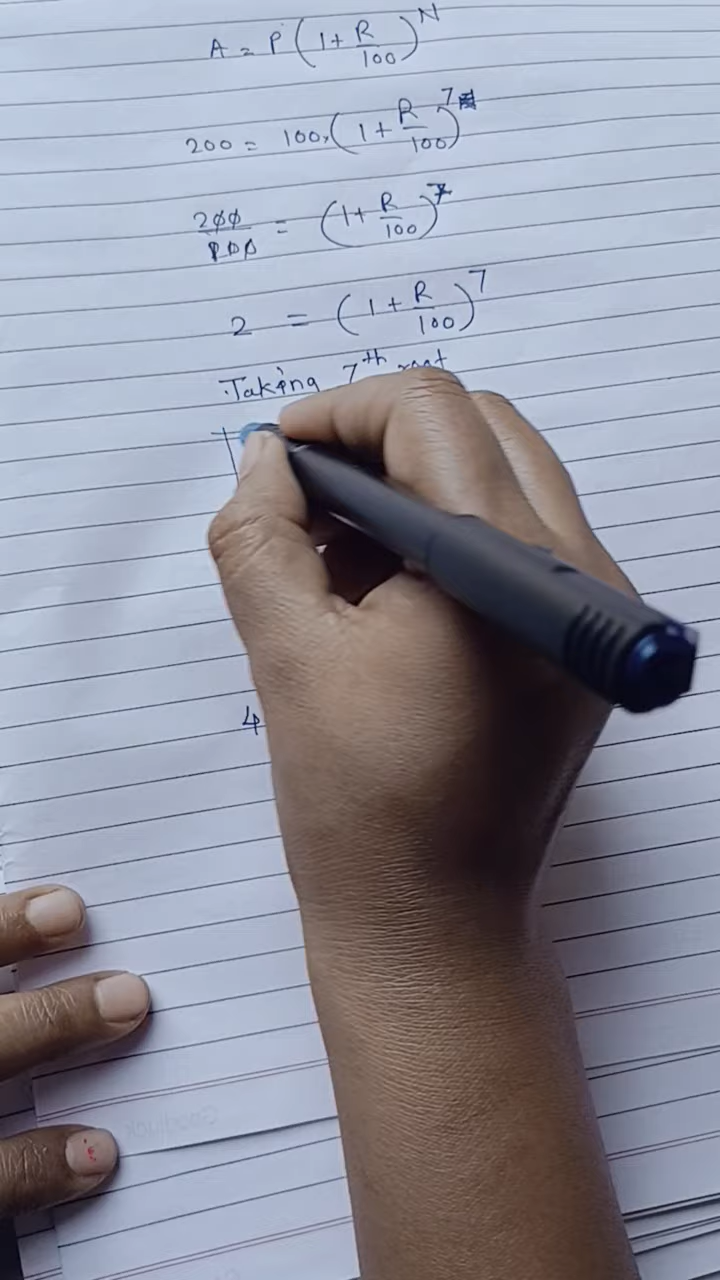 A = P(1+R/100)^N
200 = 100×(1+R/100)^7
200/100 = (1+R/100)^7
2 = (1+R/100)^7
Taking 7th root
4